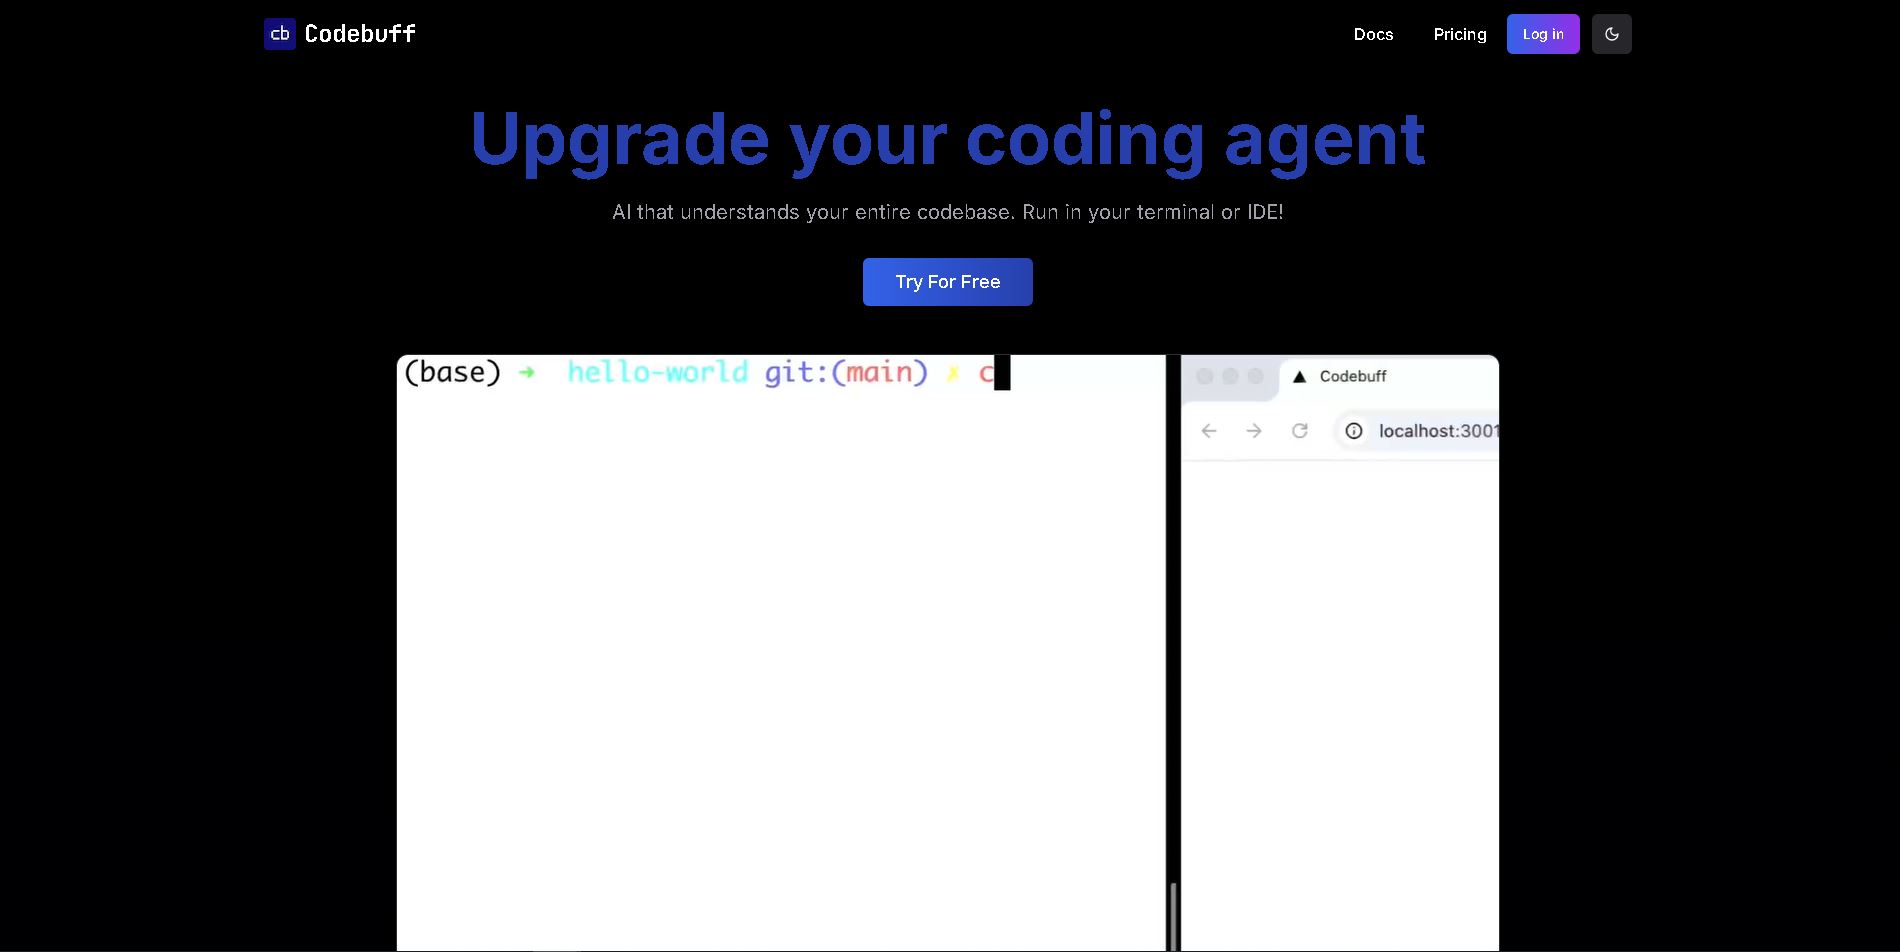 cb Codebuff
Docs Pricing Log in
Upgrade your coding agent
AI that understands your entire codebase. Run in your terminal or IDE!
Try For Free
(base) ➜ hello-world git:(main) ✗ c
Codebuff
localhost:3001